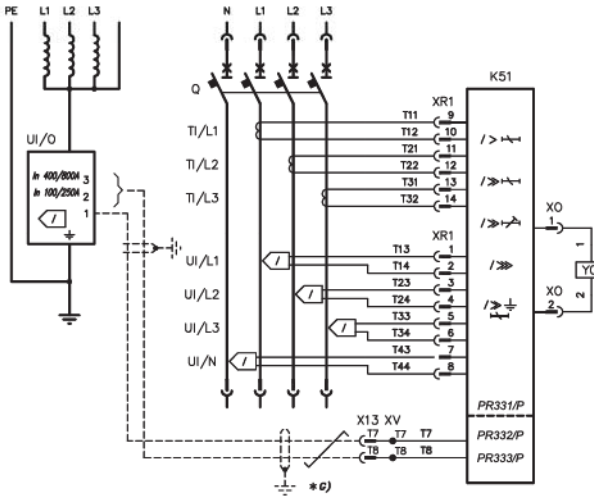 PE L1 L2 L3 N L1 L2 L3
K51
Q
XR1
T11 9
TI/L1
T12 10
T21 11
TI/L2
T22 12
T31 13
TI/L3
T32 14
UI/O
In 400/800A 3
In 100/250A 2
1
XO
1
1
YO
2
XO
2
XR1
T13 1
UI/L1
T14 2
T23 3
UI/L2
T24 4
T33 5
UI/L3
T34 6
T43 7
UI/N
T44 8
PR331/P
X13 XV
T7 T7 T7 PR332/P
T8 T8 T8 PR333/P
*G)